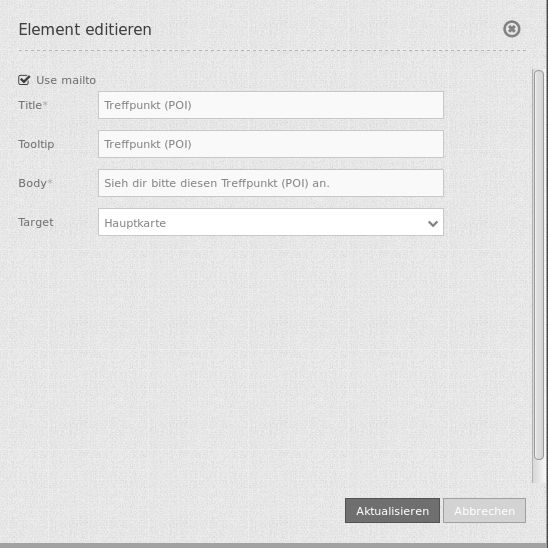 Element editieren
Use mailto
Title* Treffpunkt (POI)
Tooltip Treffpunkt (POI)
Body* Sieh dir bitte diesen Treffpunkt (POI) an.
Target Hauptkarte
Aktualisieren Abbrechen